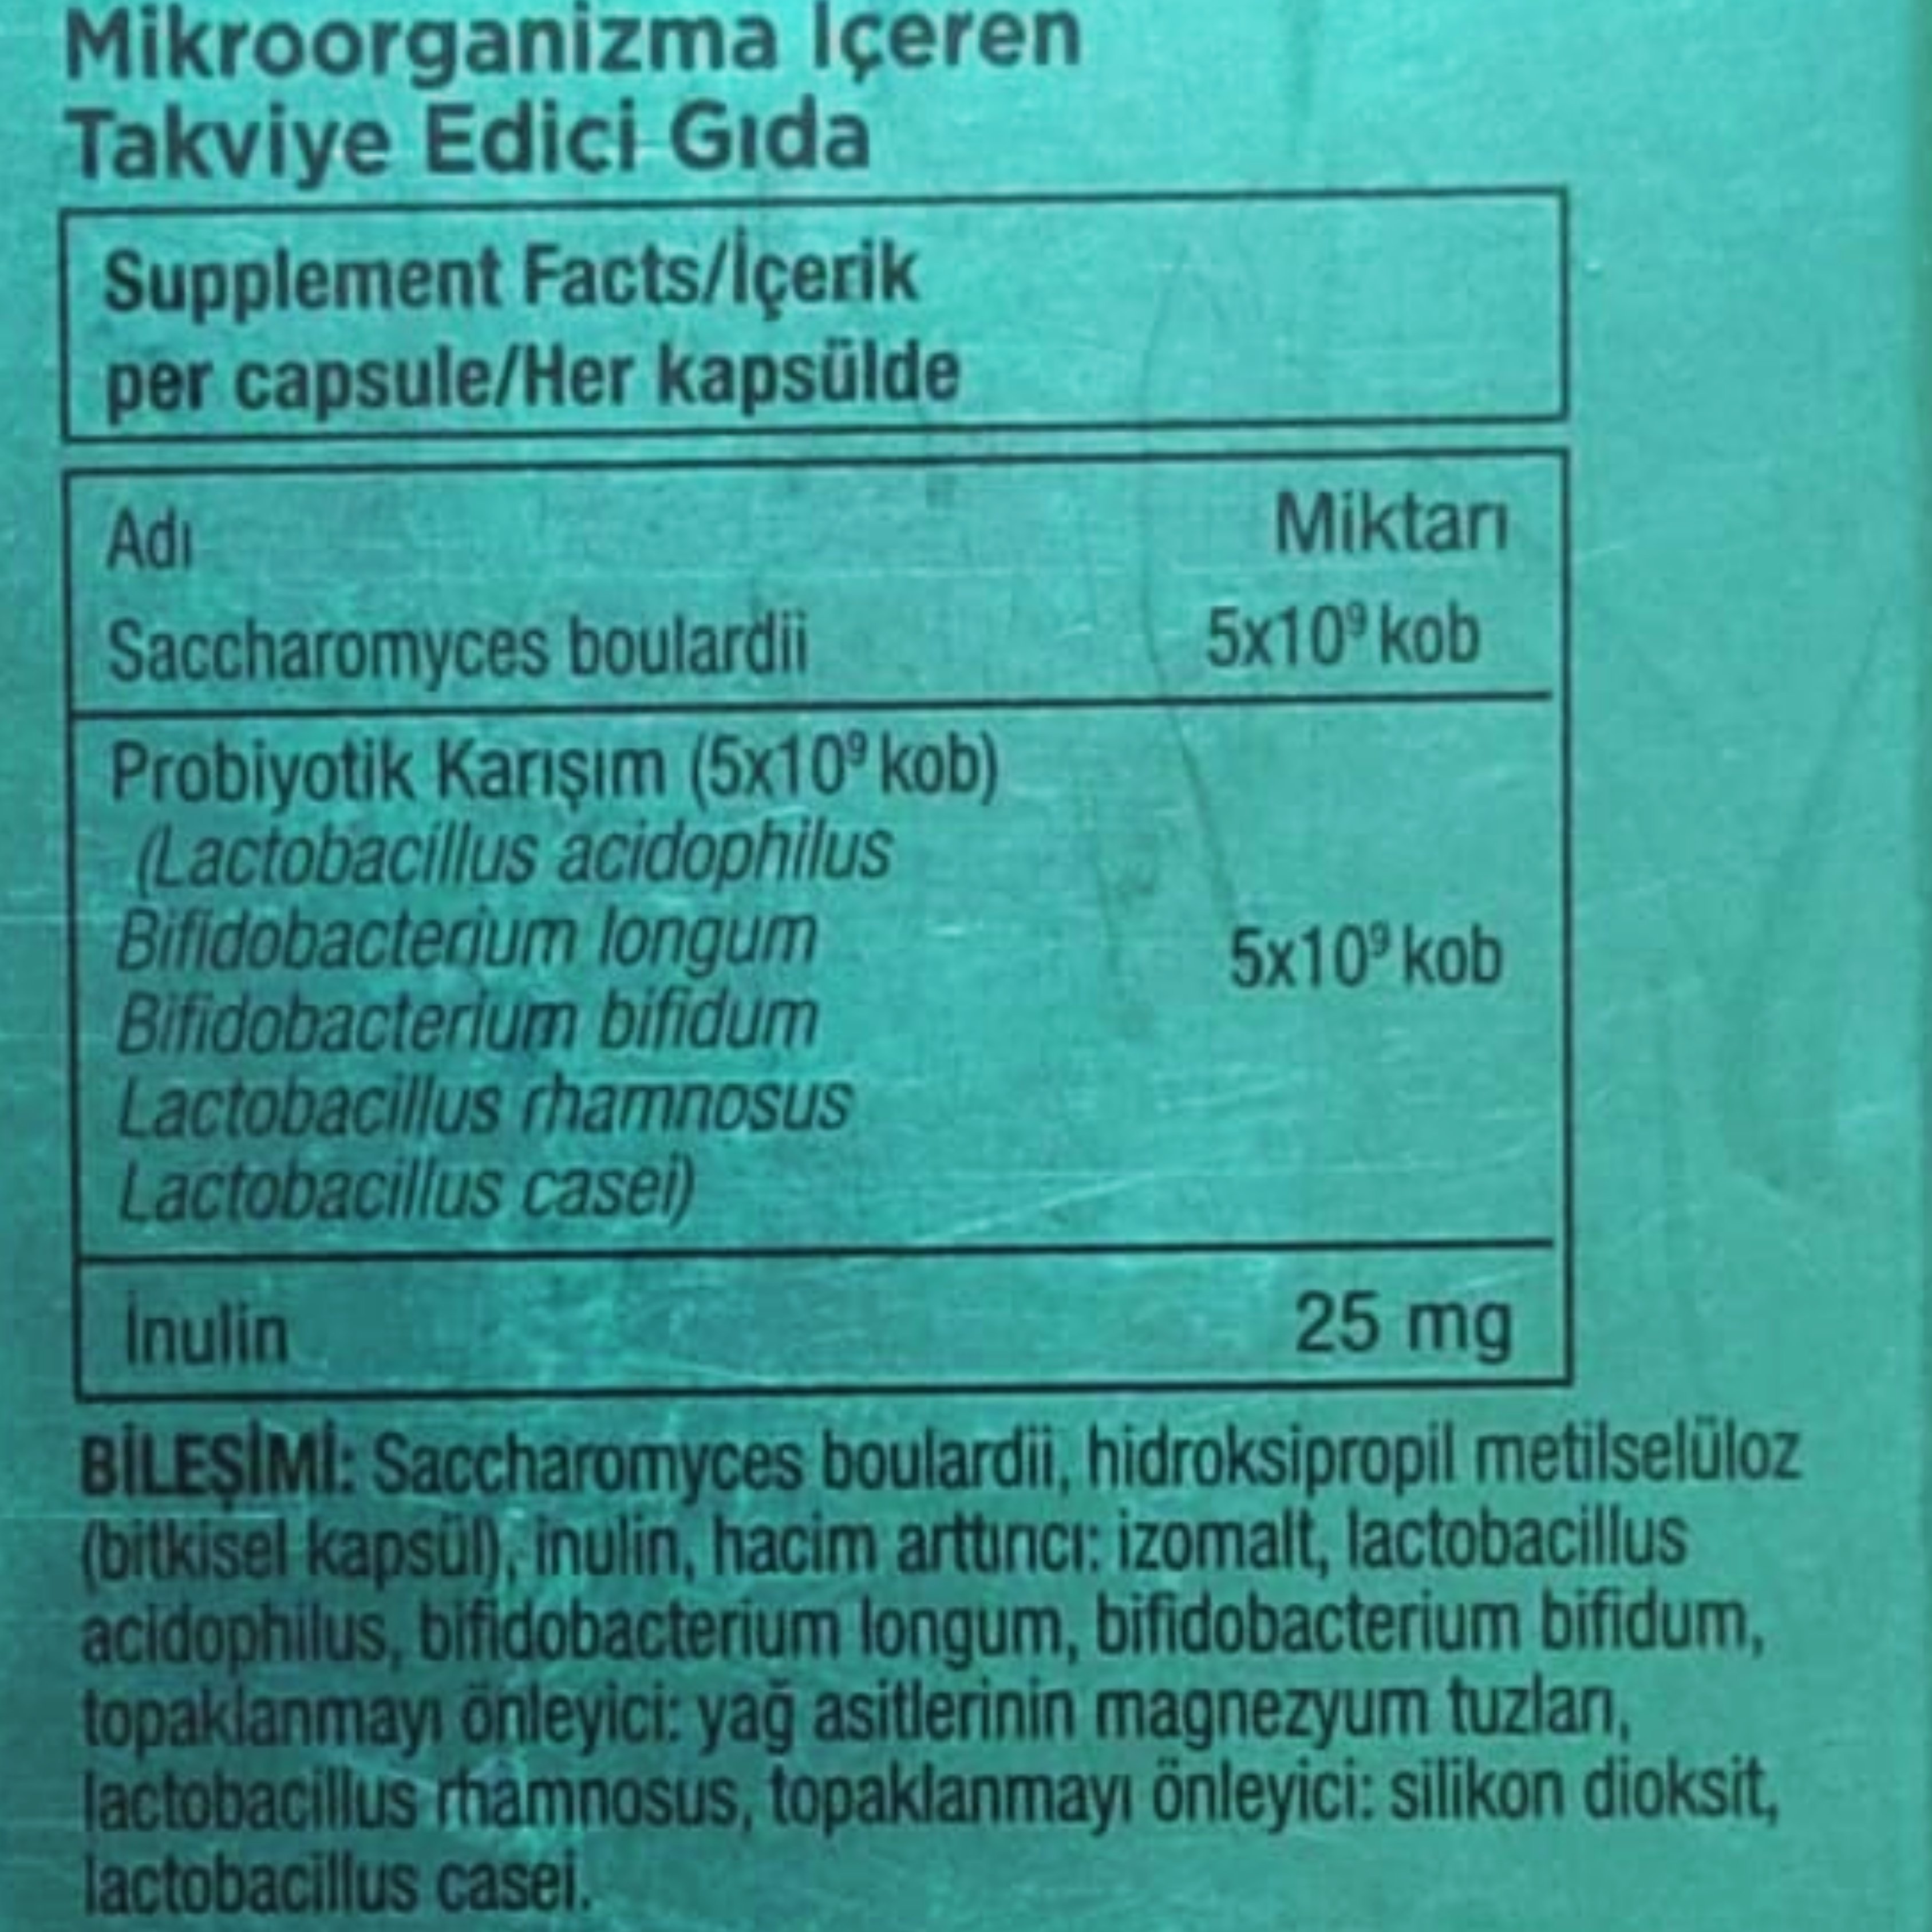 Mikroorganizma İçeren
Takviye Edici Gıda
Supplement Facts/İçerik
per capsule/Her kapsülde
Adı Miktarı
Saccharomyces boulardii 5x10⁹ kob
Probiyotik Karışım (5x10⁹ kob)
(Lactobacillus acidophilus
Bifidobacterium longum
5x10⁹ kob
Bifidobacterium bifidum
Lactobacillus rhamnosus
Lactobacillus casei)
İnulin 25 mg
BİLEŞİMİ: Saccharomyces boulardii, hidroksipropil metilselüloz
(bitkisel kapsül), inulin, hacim arttırıcı: izomalt, lactobacillus
acidophilus, bifidobacterium longum, bifidobacterium bifidum,
topaklanmayı önleyici: yağ asitlerinin magnezyum tuzları,
lactobacillus rhamnosus, topaklanmayı önleyici: silikon dioksit,
lactobacillus casei.